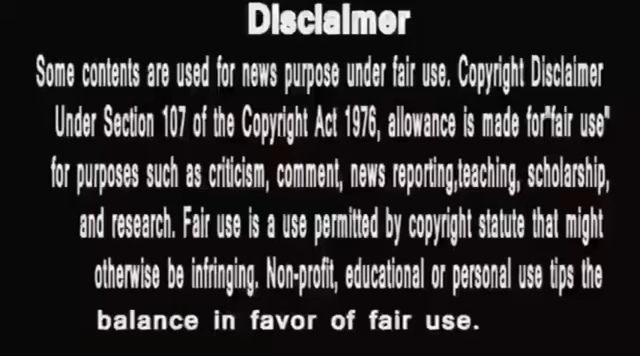 Disclaimer
Some contents are used for news purpose under fair use. Copyright Disclaimer
Under Section 107 of the Copyright Act 1976, allowance is made for"fair use"
for purposes such as criticism, comment, news reporting,teaching, scholarship,
and research. Fair use is a use permitted by copyright statute that might
otherwise be infringing. Non-profit, educational or personal use tips the
balance in favor of fair use.